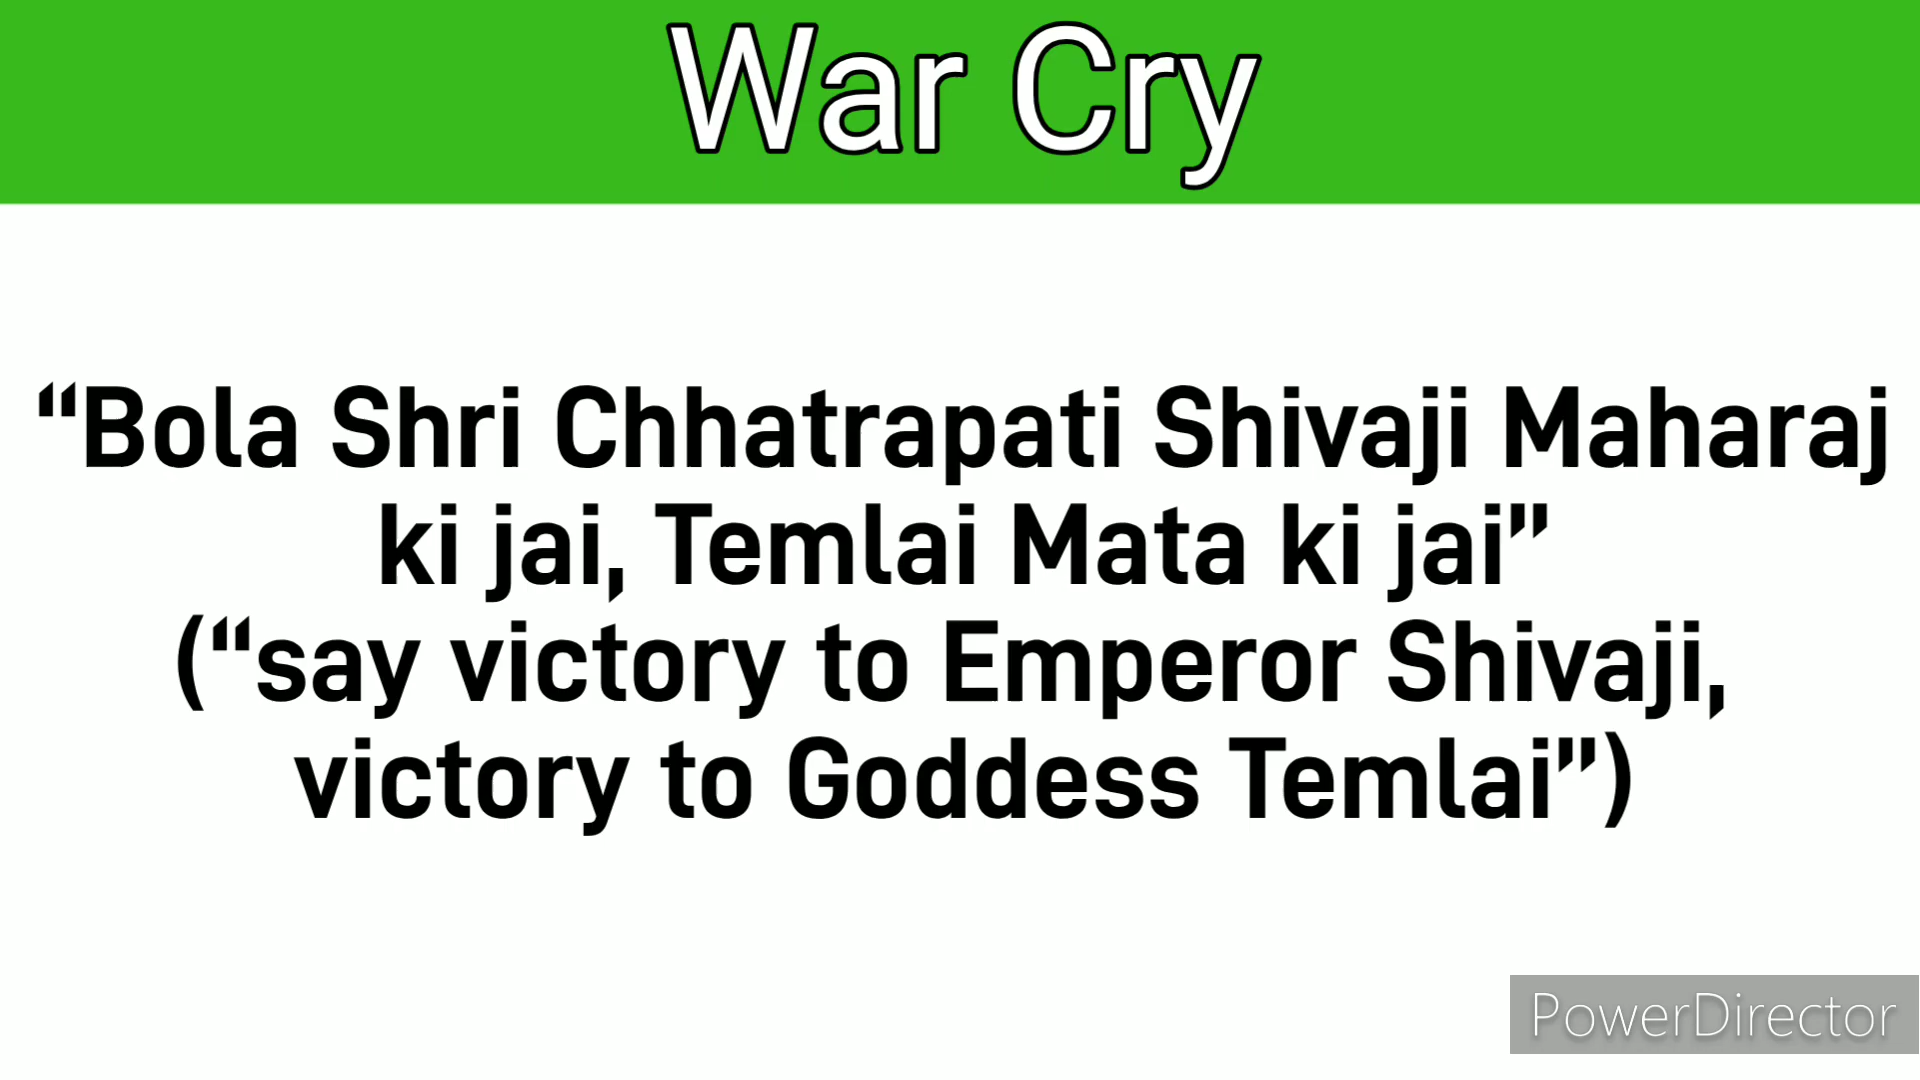 War Cry
“Bola Shri Chhatrapati Shivaji Maharaj
ki jai, Temlai Mata ki jai”
(“say victory to Emperor Shivaji,
victory to Goddess Temlai”)
PowerDirector